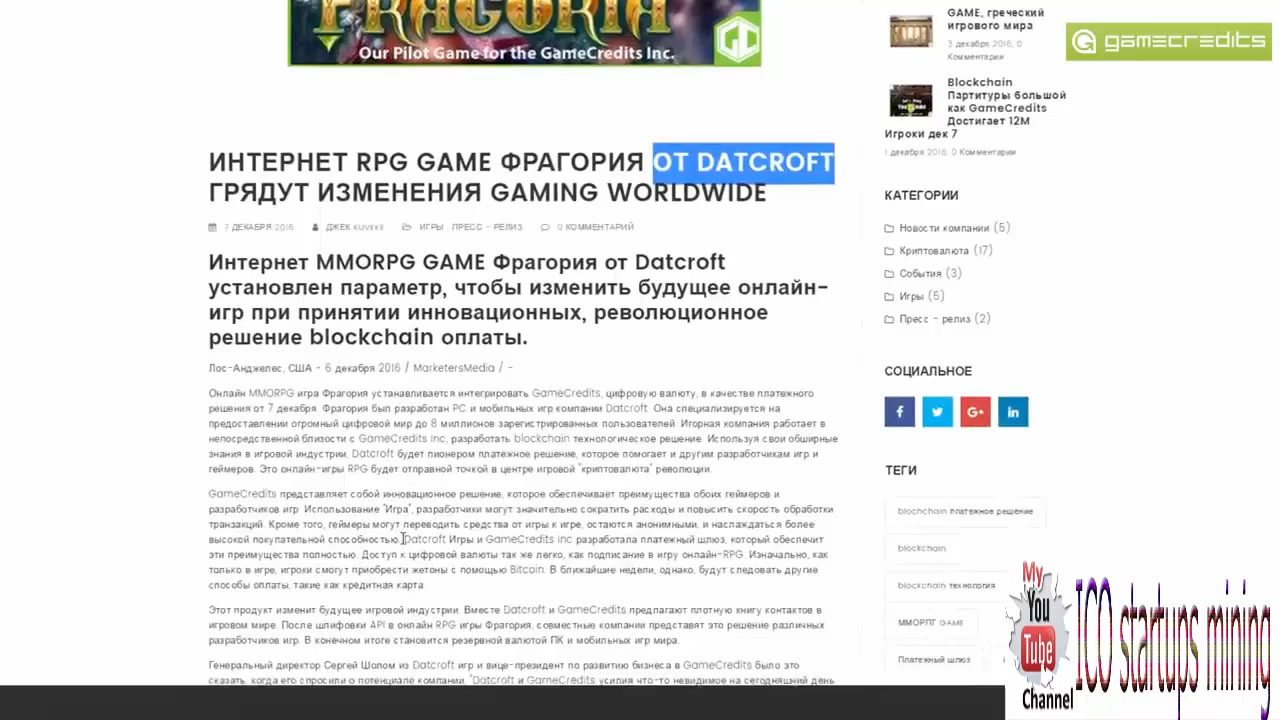 FRAGORIA
Our Pilot Game for the GameCredits Inc.
GAME, греческий
игрового мира
3 декабря 2016, 0
Комментарии
gamecredits
Blockchain
Партитуры большой
как GameCredits
Достигает 12M
Игроки дек 7
1 декабря 2016, 0 Комментарии
ИНТЕРНЕТ RPG GAME ФРАГОРИЯ ОТ DATCROFT
ГРЯДУТ ИЗМЕНЕНИЯ GAMING WORLDWIDE
7 ДЕКАБРЯ 2016 ДЖЕК KUVEKE ИГРЫ , ПРЕСС - РЕЛИЗ 0 КОММЕНТАРИЙ
Интернет MMORPG GAME Фрагория от Datcroft
установлен параметр, чтобы изменить будущее онлайн-
игр при принятии инновационных, революционное
решение blockchain оплаты.
Лос-Анджелес, США - 6 декабря 2016 / MarketersMedia / -
Онлайн MMORPG игра Фрагория устанавливается интегрировать GameCredits, цифровую валюту, в качестве платежного
решения от 7 декабря. Фрагория был разработан PC и мобильных игр компании Datcroft. Она специализируется на
предоставлении огромный цифровой мир до 8 миллионов зарегистрированных пользователей. Игорная компания работает в
непосредственной близости с GameCredits Inc, разработать blockchain технологическое решение. Используя свои обширные
знания в игровой индустрии, Datcroft будет пионером платежное решение, которое помогает и другим разработчикам игр и
геймеров. Это онлайн-игры RPG будет отправной точкой в центре игровой "криптовалюта" революции.
GameCredits представляет собой инновационное решение, которое обеспечивает преимущества обоих геймеров и
разработчиков игр. Использование "Игра", разработчики могут значительно сократить расходы и повысить скорость обработки
транзакций. Кроме того, геймеры могут переводить средства от игры к игре, остаются анонимными, и наслаждаться более
высокой покупательной способностью. Datcroft Игры и GameCredits Inc разработала платежный шлюз, который обеспечит
эти преимущества полностью. Доступ к цифровой валюты так же легко, как подписание в игру онлайн-RPG. Изначально, как
только в игре, игроки смогут приобрести жетоны с помощью Bitcoin. В ближайшие недели, однако, будут следовать другие
способы оплаты, такие как кредитная карта.
Этот продукт изменит будущее игровой индустрии. Вместе Datcroft и GameCredits предлагают плотную книгу контактов в
игровом мире. После шлифовки API в онлайн RPG игры Фрагория, совместные компании представят это решение различных
разработчиков игр. В конечном итоге становится резервной валютой ПК и мобильных игр мира.
Генеральный директор Сергей Шолом из Datcroft игр и вице-президент по развитию бизнеса в GameCredits было это
сказать, когда его спросили о потенциале компании. "Datcroft и GameCredits усилия что-то невидимое на сегодняшний день
КАТЕГОРИИ
Новости компании (5)
Криптовалюта (17)
События (3)
Игры (5)
Пресс - релиз (2)
СОЦИАЛЬНОЕ
ТЕГИ
blochchain платежное решение
blockchain
blockchain технология
ММОРПГ GAME
Платежный шлюз
My
You
Tube
Channel
ICO startups mining